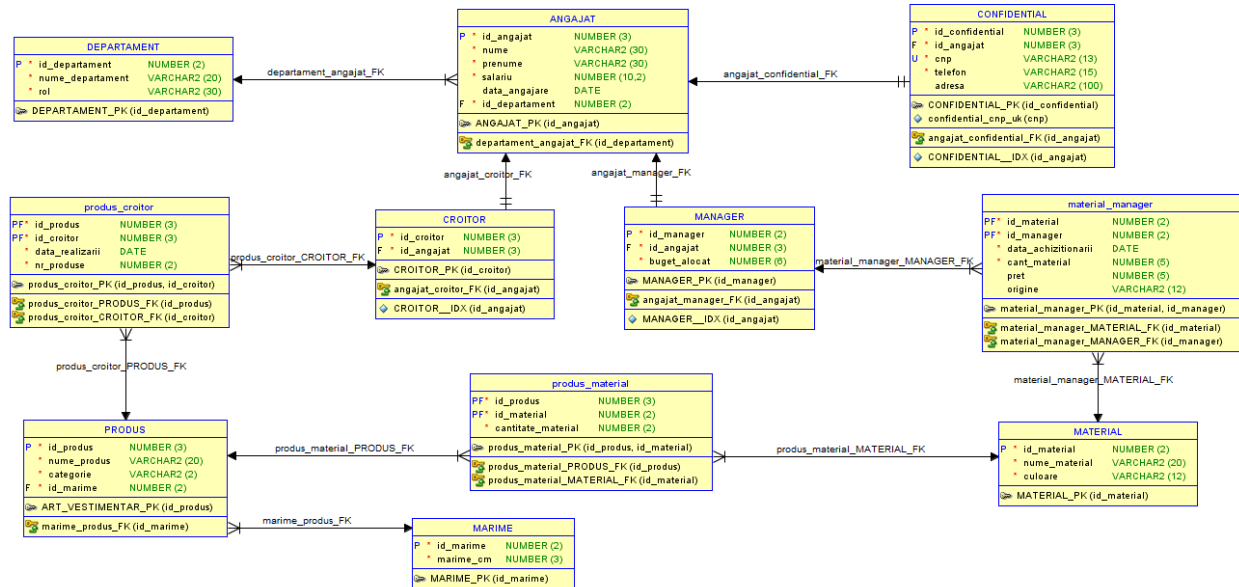 DEPARTAMENT
P * id_departament NUMBER (2)
* nume_departament VARCHAR2 (20)
* rol VARCHAR2 (30)
DEPARTAMENT_PK (id_departament)
departament_angajat_FK
ANGAJAT
P * id_angajat NUMBER (3)
* nume VARCHAR2 (30)
* prenume VARCHAR2 (30)
* salariu NUMBER (10,2)
data_angajare DATE
F * id_departament NUMBER (2)
ANGAJAT_PK (id_angajat)
departament_angajat_FK (id_departament)
angajat_confidential_FK
CONFIDENTIAL
P * id_confidential NUMBER (3)
F * id_angajat NUMBER (3)
U * cnp VARCHAR2 (13)
* telefon VARCHAR2 (15)
adresa VARCHAR2 (100)
CONFIDENTIAL_PK (id_confidential)
confidential_cnp_uk (cnp)
angajat_confidential_FK (id_angajat)
CONFIDENTIAL__IDX (id_angajat)
angajat_croitor_FK
angajat_manager_FK
produs_croitor
PF* id_produs NUMBER (3)
PF* id_croitor NUMBER (3)
* data_realizarii DATE
* nr_produse NUMBER (2)
produs_croitor_PK (id_produs, id_croitor)
produs_croitor_PRODUS_FK (id_produs)
produs_croitor_CROITOR_FK (id_croitor)
produs_croitor_CROITOR_FK
CROITOR
P * id_croitor NUMBER (3)
F * id_angajat NUMBER (3)
CROITOR_PK (id_croitor)
angajat_croitor_FK (id_angajat)
CROITOR__IDX (id_angajat)
MANAGER
P * id_manager NUMBER (2)
F * id_angajat NUMBER (3)
* buget_alocat NUMBER (6)
MANAGER_PK (id_manager)
angajat_manager_FK (id_angajat)
MANAGER__IDX (id_angajat)
material_manager_MANAGER_FK
material_manager
PF* id_material NUMBER (2)
PF* id_manager NUMBER (2)
* data_achizitionarii DATE
* cant_material NUMBER (5)
pret NUMBER (5)
origine VARCHAR2 (12)
material_manager_PK (id_material, id_manager)
material_manager_MATERIAL_FK (id_material)
material_manager_MANAGER_FK (id_manager)
produs_croitor_PRODUS_FK
material_manager_MATERIAL_FK
PRODUS
P * id_produs NUMBER (3)
* nume_produs VARCHAR2 (20)
* categorie VARCHAR2 (2)
F * id_marime NUMBER (2)
ART_VESTIMENTAR_PK (id_produs)
marime_produs_FK (id_marime)
produs_material_PRODUS_FK
produs_material
PF* id_produs NUMBER (3)
PF* id_material NUMBER (2)
* cantitate_material NUMBER (2)
produs_material_PK (id_produs, id_material)
produs_material_PRODUS_FK (id_produs)
produs_material_MATERIAL_FK (id_material)
produs_material_MATERIAL_FK
MATERIAL
P * id_material NUMBER (2)
* nume_material VARCHAR2 (20)
* culoare VARCHAR2 (12)
MATERIAL_PK (id_material)
marime_produs_FK
MARIME
P * id_marime NUMBER (2)
* marime_cm NUMBER (3)
MARIME_PK (id_marime)